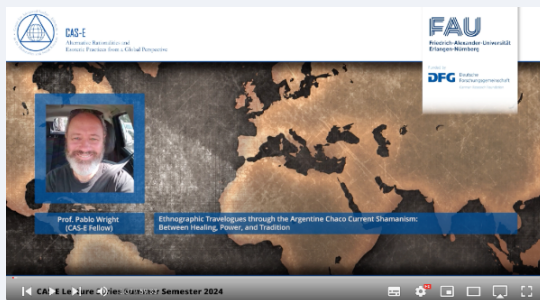 CAS-E
Alternative Rationalities and
Esoteric Practices from a Global Perspective
FAU
Friedrich-Alexander-Universität
Erlangen-Nürnberg
DFG Deutsche
Forschungsgemeinschaft
Prof. Pablo Wright
(CAS-E Fellow)
Ethnographic Travelogues through the Argentine Chaco Current Shamanism:
Between Healing, Power, and Tradition
Semester 2024